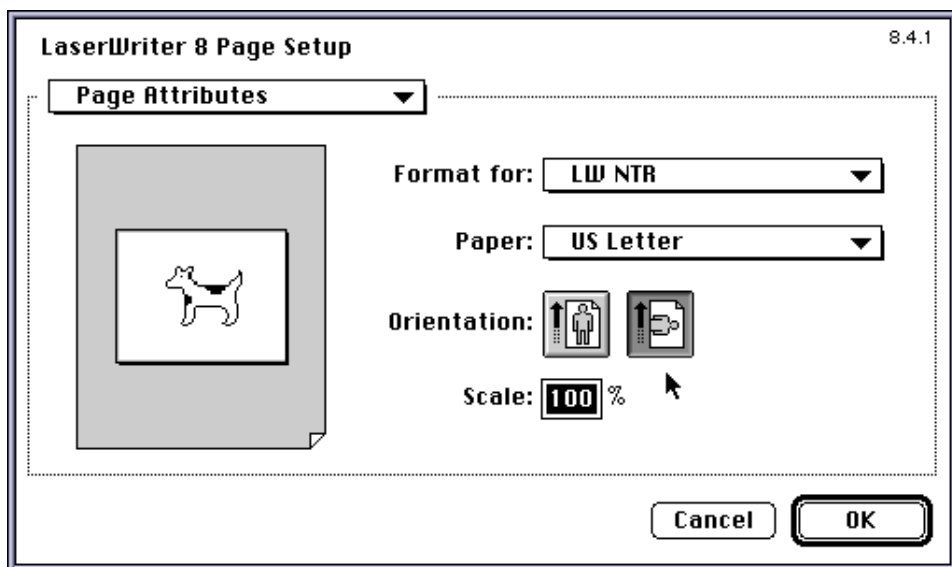 LaserWriter 8 Page Setup
8.4.1
Page Attributes
Format for: LW NTR
Paper: US Letter
Orientation:
Scale: 100 %
Cancel
OK